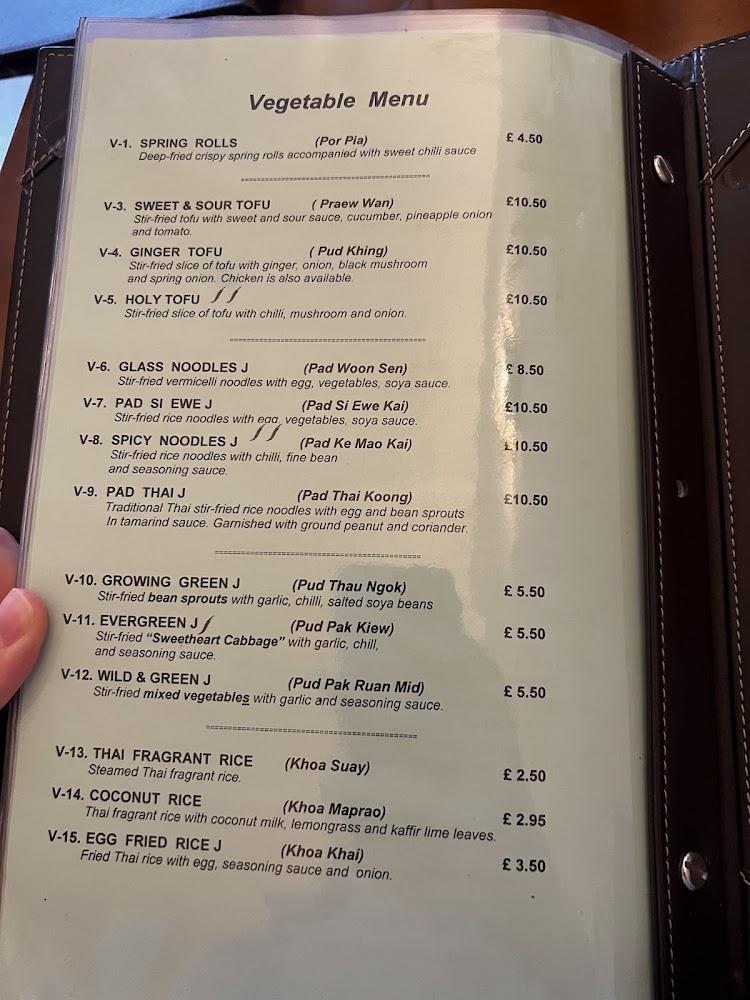 Vegetable Menu
V-1. SPRING ROLLS (Por Pia) £ 4.50
Deep-fried crispy spring rolls accompanied with sweet chilli sauce
===========================================
V-3. SWEET & SOUR TOFU ( Praew Wan) £10.50
Stir-fried tofu with sweet and sour sauce, cucumber, pineapple onion
and tomato.
V-4. GINGER TOFU ( Pud Khing) £10.50
Stir-fried slice of tofu with ginger, onion, black mushroom
and spring onion. Chicken is also available.
V-5. HOLY TOFU £10.50
Stir-fried slice of tofu with chilli, mushroom and onion.
===========================================
V-6. GLASS NOODLES J (Pad Woon Sen) £ 8.50
Stir-fried vermicelli noodles with egg, vegetables, soya sauce.
V-7. PAD SI EWE J (Pad Si Ewe Kai) £10.50
Stir-fried rice noodles with egg, vegetables, soya sauce.
V-8. SPICY NOODLES J (Pad Ke Mao Kai) £10.50
Stir-fried rice noodles with chilli, fine bean
and seasoning sauce.
V-9. PAD THAI J (Pad Thai Koong) £10.50
Traditional Thai stir-fried rice noodles with egg and bean sprouts
In tamarind sauce. Garnished with ground peanut and coriander.
===========================================
V-10. GROWING GREEN J (Pud Thau Ngok) £ 5.50
Stir-fried bean sprouts with garlic, chilli, salted soya beans
V-11. EVERGREEN J (Pud Pak Kiew) £ 5.50
Stir-fried “Sweetheart Cabbage” with garlic, chill,
and seasoning sauce.
V-12. WILD & GREEN J (Pud Pak Ruan Mid) £ 5.50
Stir-fried mixed vegetables with garlic and seasoning sauce.
===========================================
V-13. THAI FRAGRANT RICE (Khoa Suay) £ 2.50
Steamed Thai fragrant rice.
V-14. COCONUT RICE (Khoa Maprao) £ 2.95
Thai fragrant rice with coconut milk, lemongrass and kaffir lime leaves.
V-15. EGG FRIED RICE J (Khoa Khai) £ 3.50
Fried Thai rice with egg, seasoning sauce and onion.